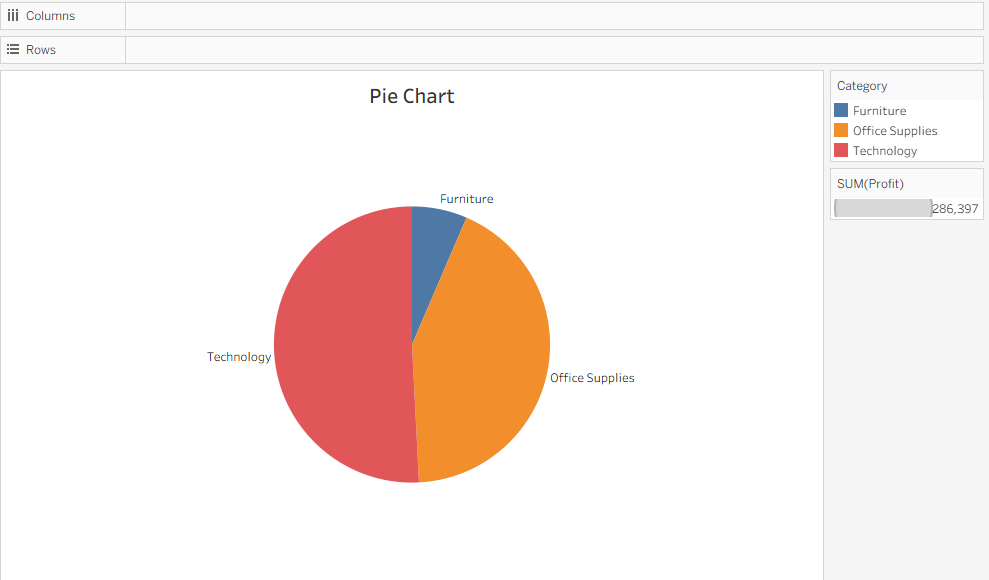 Columns
Rows
Pie Chart
Category
Furniture
Office Supplies
Technology
SUM(Profit)
286,397
Furniture
Technology
Office Supplies